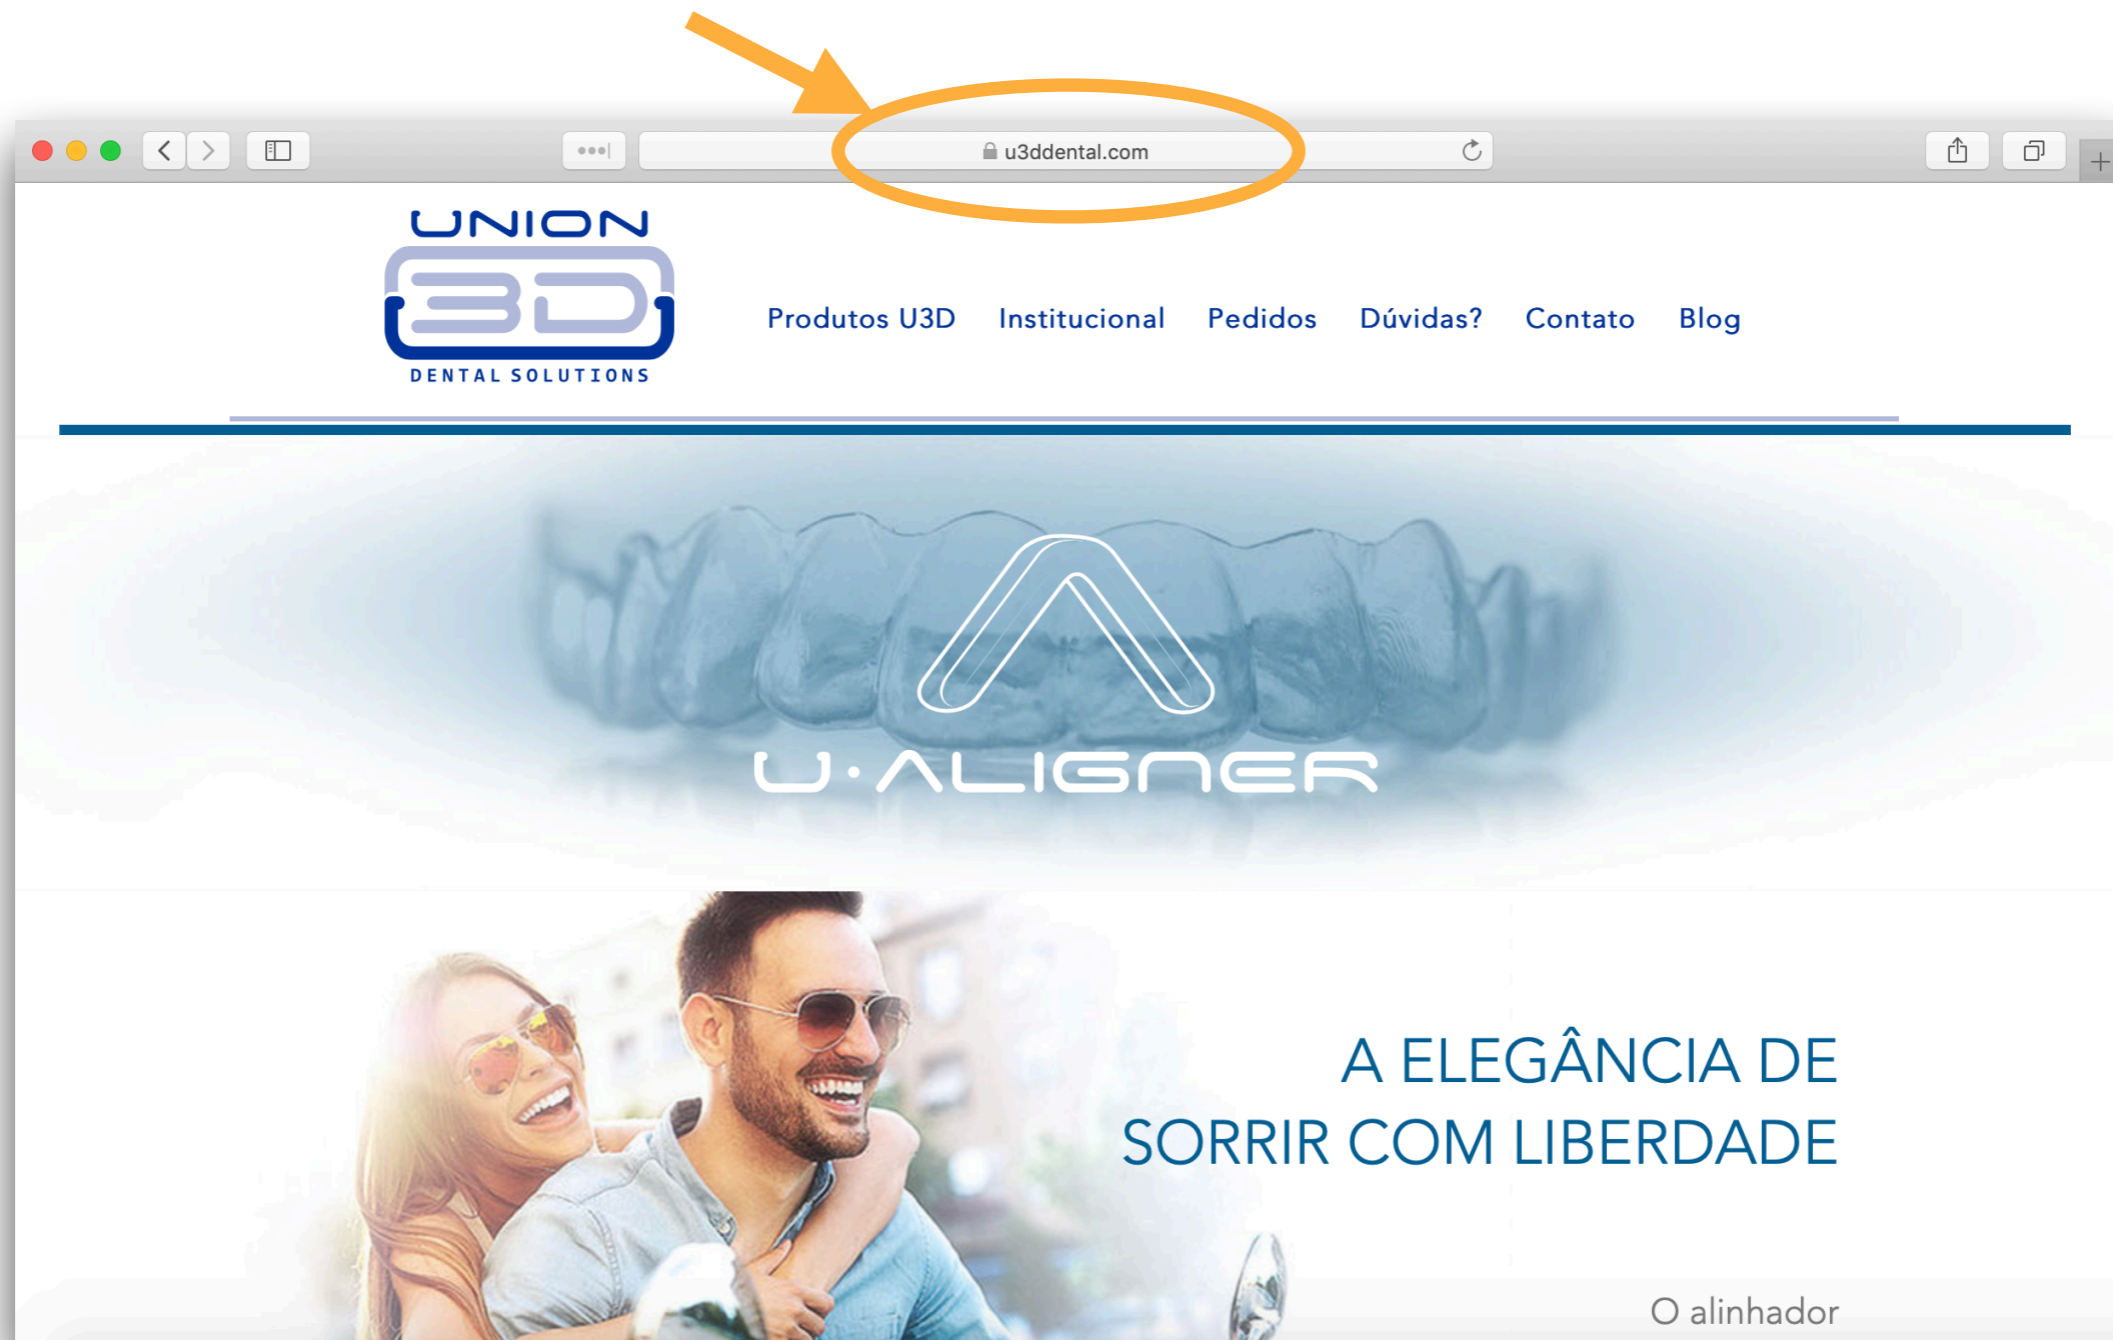 u3ddental.com
UNION
3D
DENTAL SOLUTIONS
Produtos U3D Institucional Pedidos Dúvidas? Contato Blog
U·ALIGNER
A ELEGÂNCIA DE
SORRIR COM LIBERDADE
O alinhador